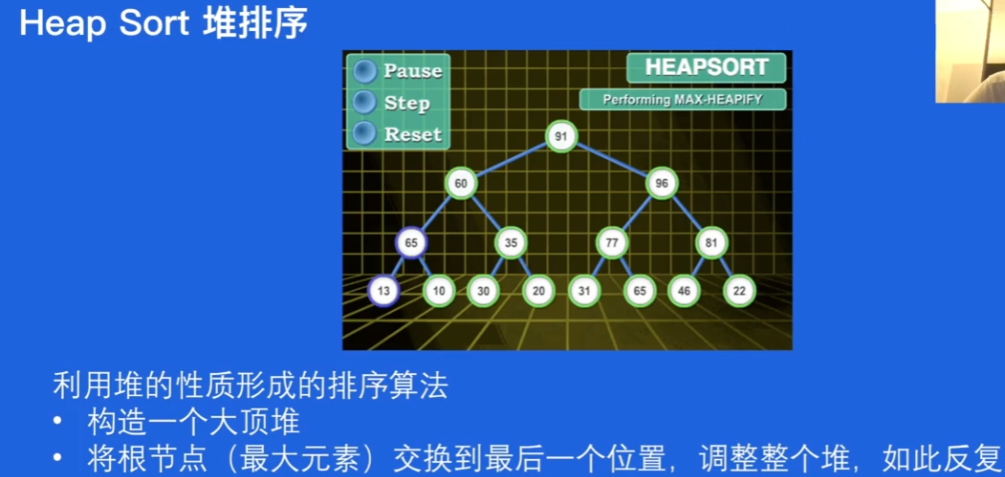 Heap Sort 堆排序
Pause
Step
Reset
HEAPSORT
Performing MAX-HEAPIFY
91
60 96
65 35 77 81
13 10 30 20 31 65 46 22
利用堆的性质形成的排序算法
• 构造一个大顶堆
• 将根节点（最大元素）交换到最后一个位置，调整整个堆，如此反复